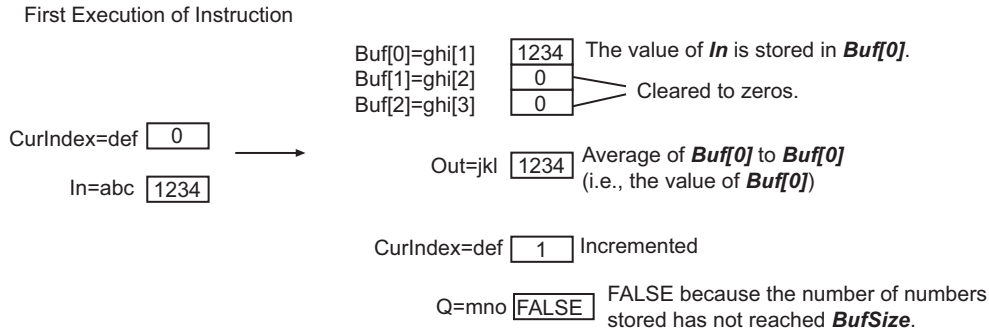 First Execution of Instruction
Buf[0]=ghi[1] 1234 The value of In is stored in Buf[0].
Buf[1]=ghi[2] 0
Buf[2]=ghi[3] 0
Cleared to zeros.
CurIndex=def 0
In=abc 1234
Out=jkl 1234 Average of Buf[0] to Buf[0]
(i.e., the value of Buf[0])
CurIndex=def 1 Incremented
Q=mno FALSE FALSE because the number of numbers
stored has not reached BufSize.